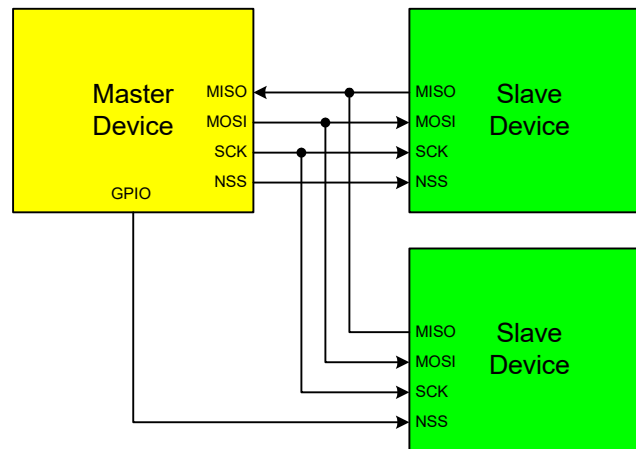 Master
Device
MISO
MOSI
SCK
NSS
GPIO
MISO
MOSI
SCK
NSS
Slave
Device
MISO
MOSI
SCK
NSS
Slave
Device